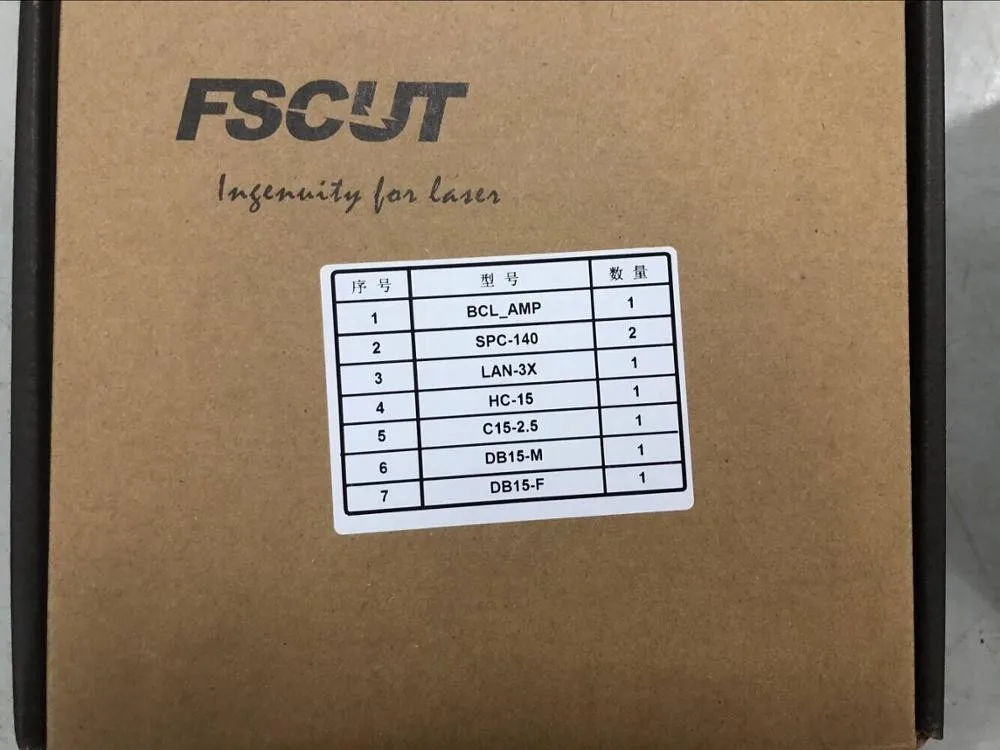 FSCUT
Ingenuity for laser
序号 型号 数量
1 BCL_AMP 1
2 SPC-140 2
3 LAN-3X 1
4 HC-15 1
5 C15-2.5 1
6 DB15-M 1
7 DB15-F 1